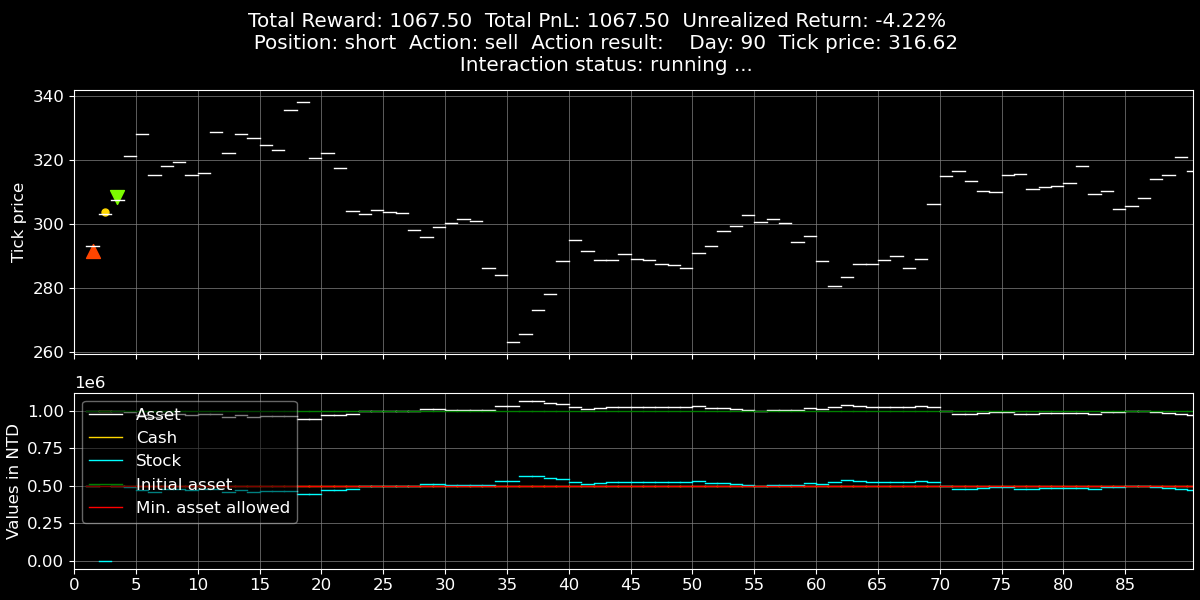 Total Reward: 1067.50  Total PnL: 1067.50  Unrealized Return: -4.22%
Position: short  Action: sell  Action result:    Day: 90  Tick price: 316.62
Interaction status: running ...
340
320
300
280
260
Tick price
1e6
1.00
0.75
0.50
0.25
0.00
Values in NTD
Asset
Cash
Stock
Initial asset
Min. asset allowed
0 5 10 15 20 25 30 35 40 45 50 55 60 65 70 75 80 85